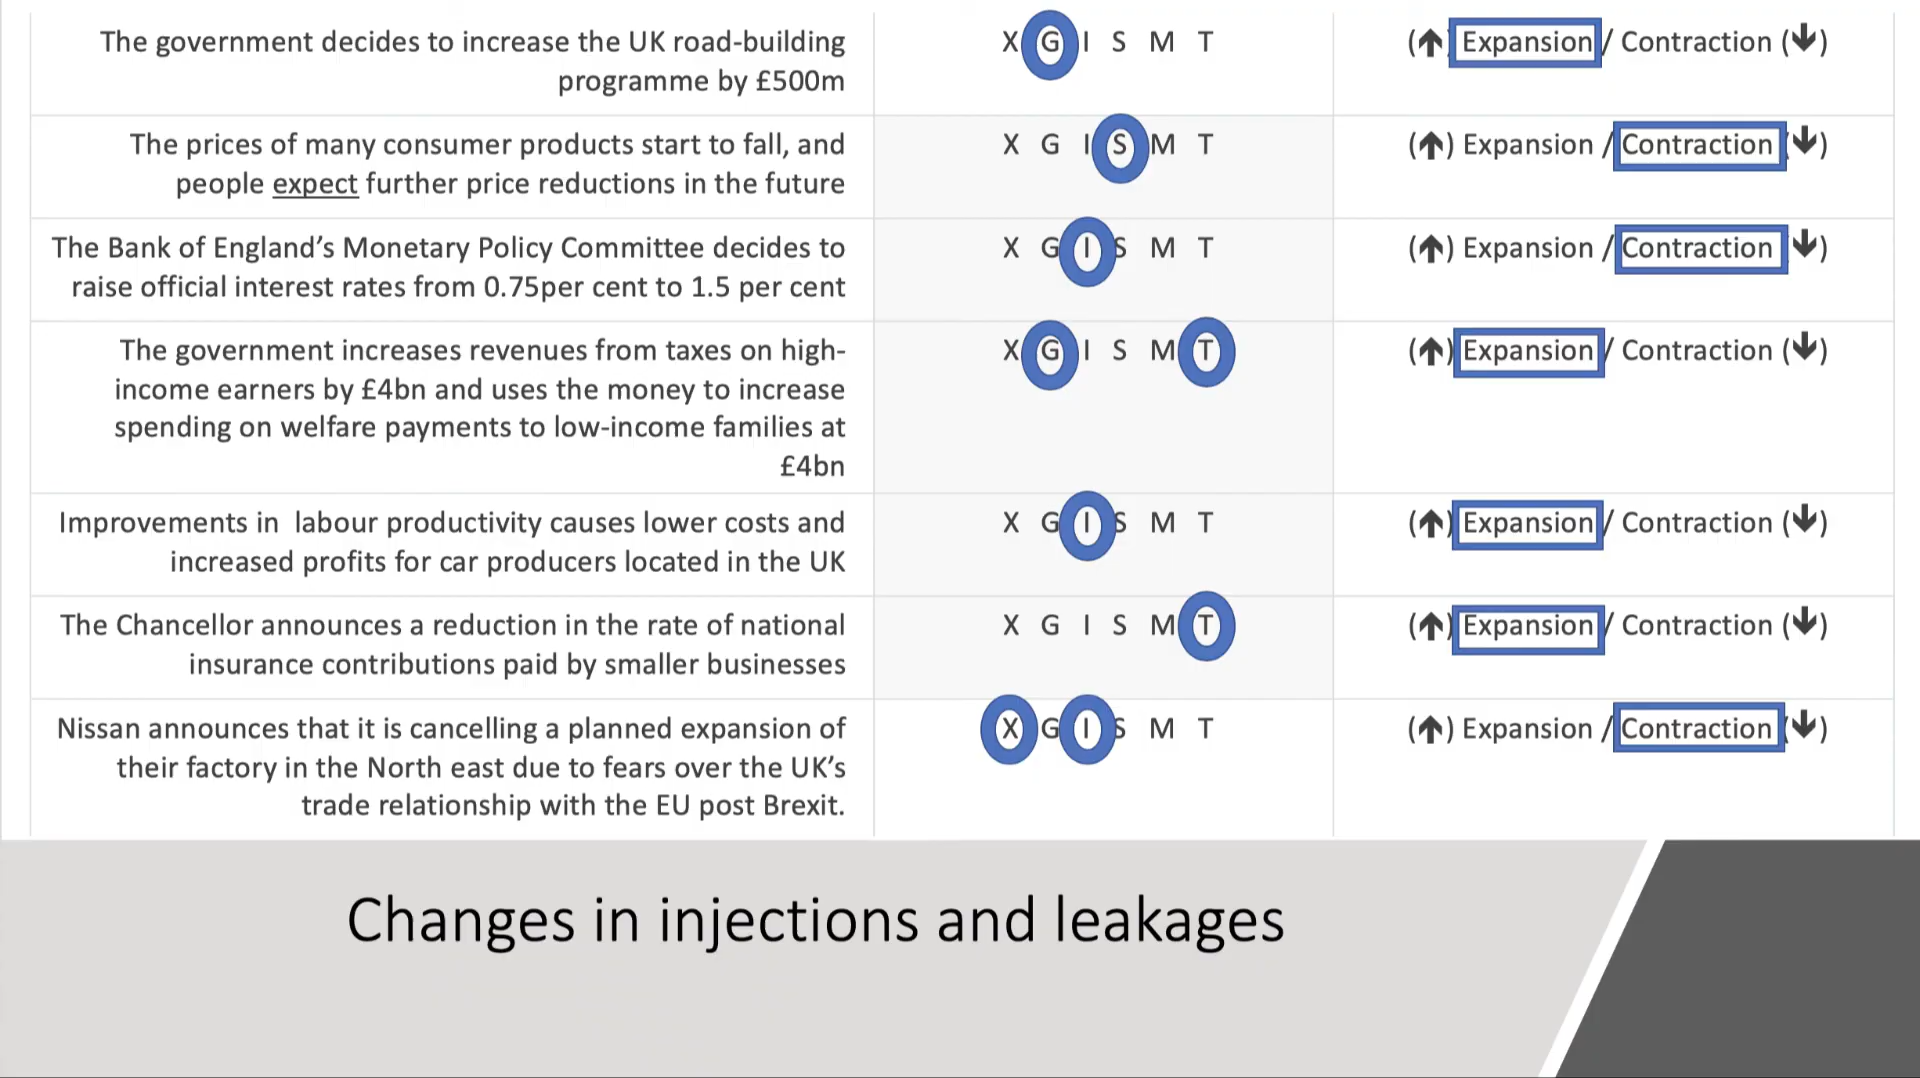 The government decides to increase the UK road-building X G I S M T (↑) Expansion / Contraction (↓)
programme by £500m
The prices of many consumer products start to fall, and X G I S M T (↑) Expansion / Contraction (↓)
people expect further price reductions in the future
The Bank of England’s Monetary Policy Committee decides to X G I S M T (↑) Expansion / Contraction (↓)
raise official interest rates from 0.75per cent to 1.5 per cent
The government increases revenues from taxes on high- X G I S M T (↑) Expansion / Contraction (↓)
income earners by £4bn and uses the money to increase
spending on welfare payments to low-income families at
£4bn
Improvements in  labour productivity causes lower costs and X G I S M T (↑) Expansion / Contraction (↓)
increased profits for car producers located in the UK
The Chancellor announces a reduction in the rate of national X G I S M T (↑) Expansion / Contraction (↓)
insurance contributions paid by smaller businesses
Nissan announces that it is cancelling a planned expansion of X G I S M T (↑) Expansion / Contraction (↓)
their factory in the North east due to fears over the UK’s
trade relationship with the EU post Brexit.
Changes in injections and leakages